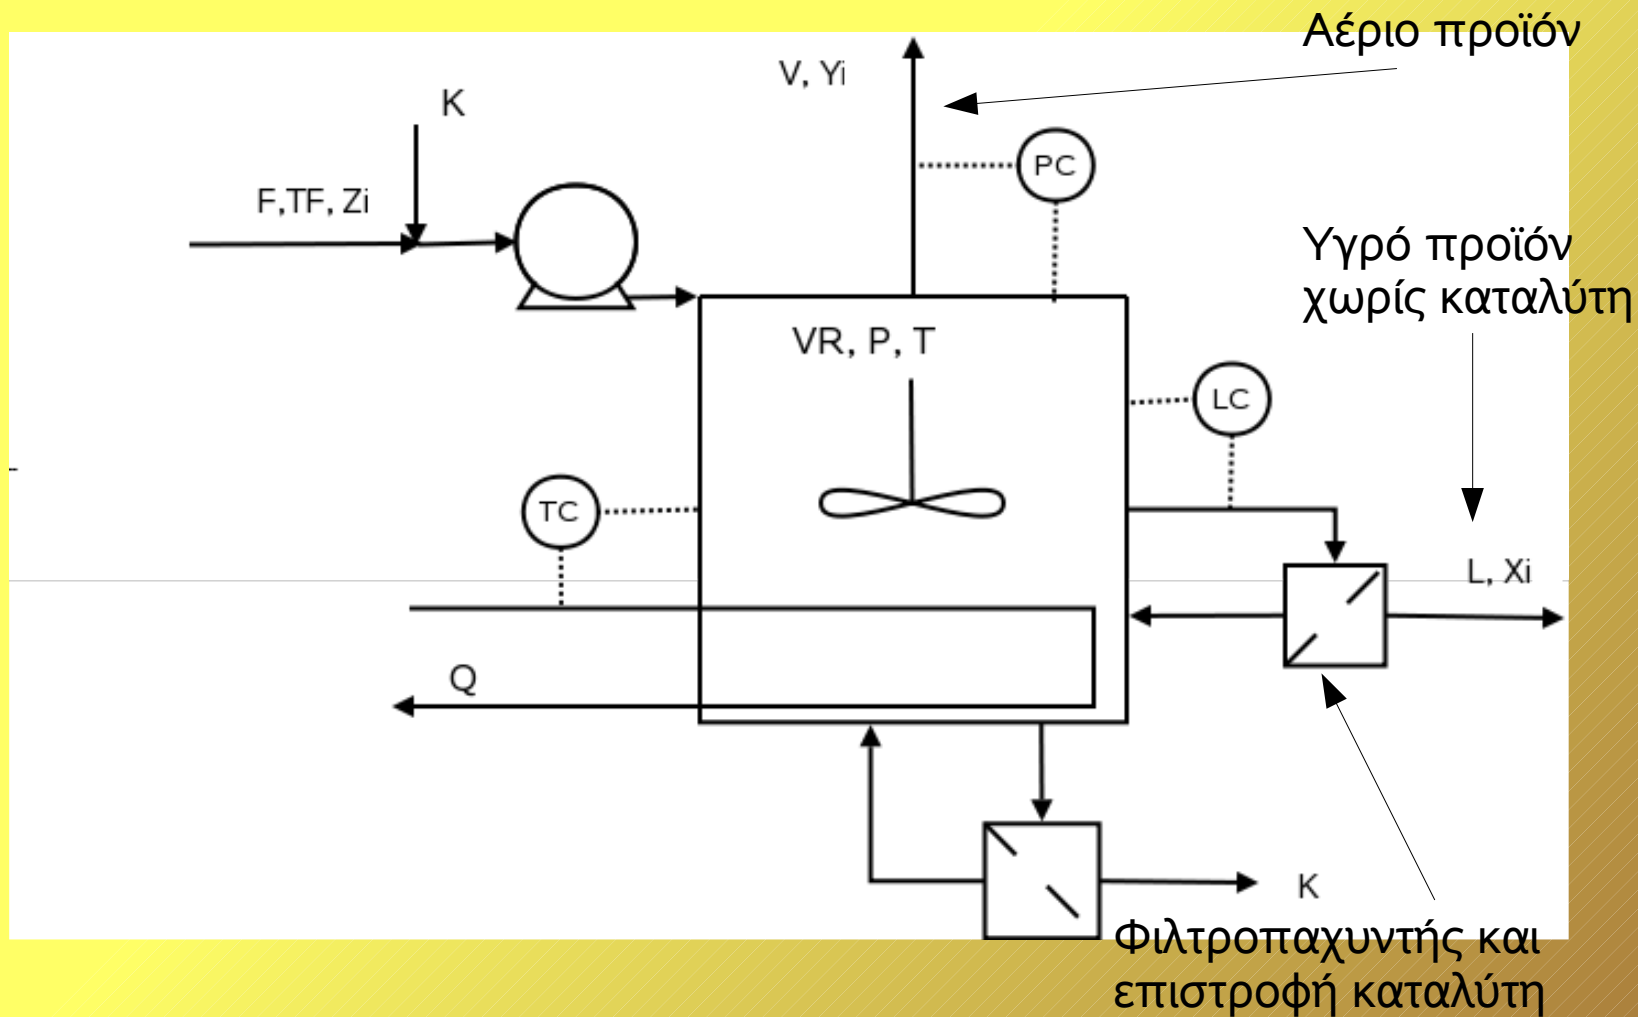 Αέριο προϊόν
V, Yi
K
PC
F,TF, Zi
Υγρό προϊόν
χωρίς καταλύτη
VR, P, T
LC
TC
L, Xi
Q
K
Φιλτροπαχυντής και
επιστροφή καταλύτη